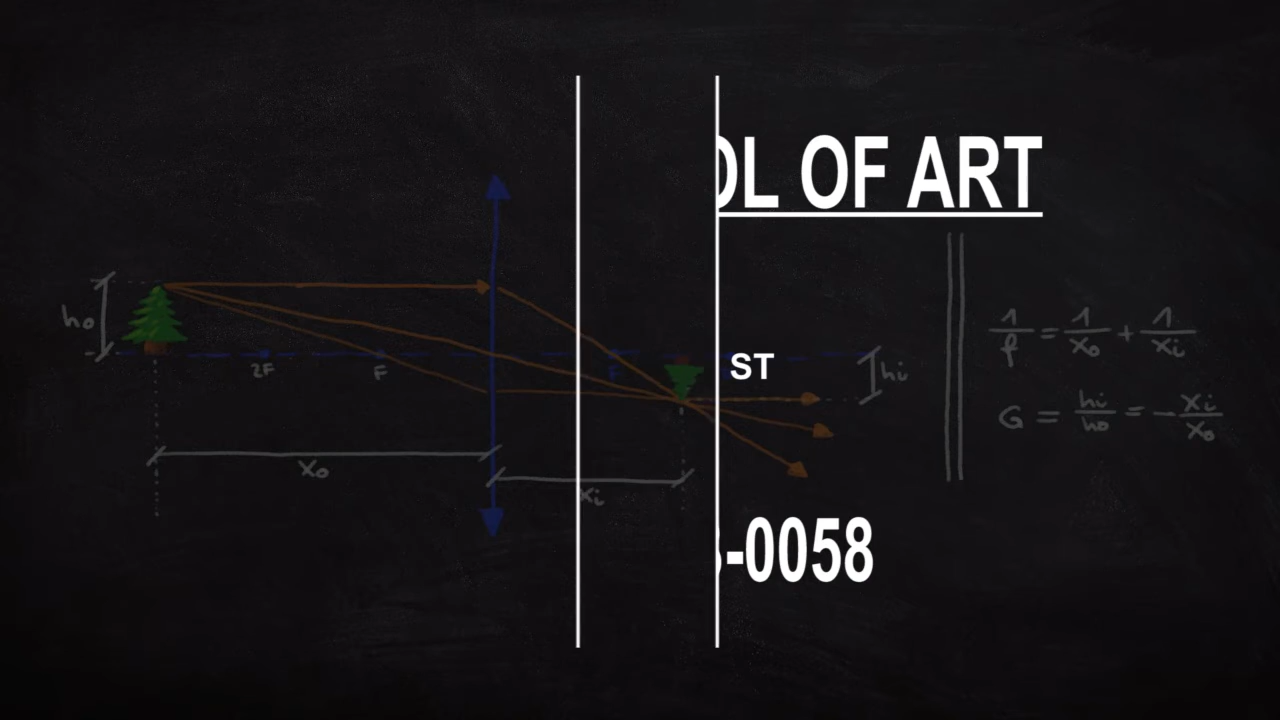 OL OF ART
ST
-0058
h₀
2F
F
F
hᵢ
x₀
xᵢ
1/f = 1/x₀ + 1/xᵢ
G = hᵢ/h₀ = -xᵢ/x₀